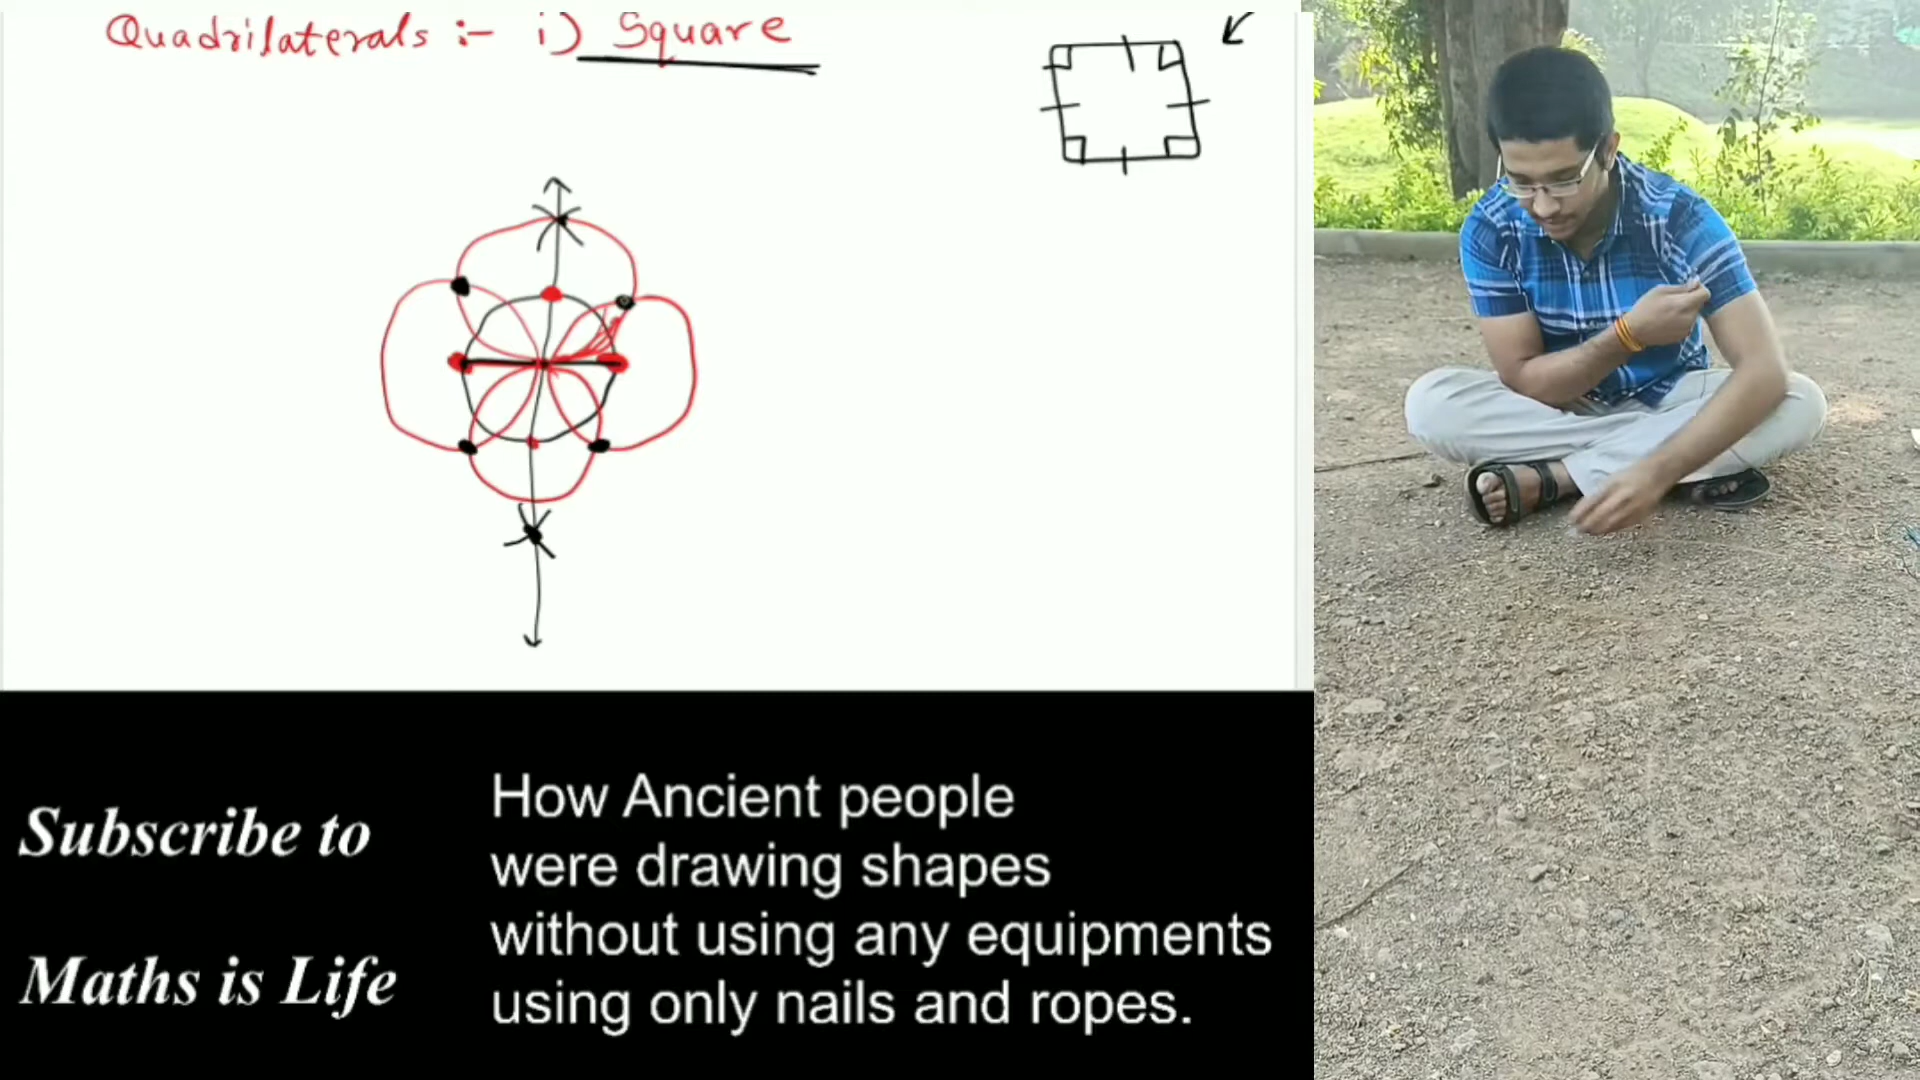 Quadrilaterals :- i) Square
Subscribe to
Maths is Life
How Ancient people
were drawing shapes
without using any equipments
using only nails and ropes.